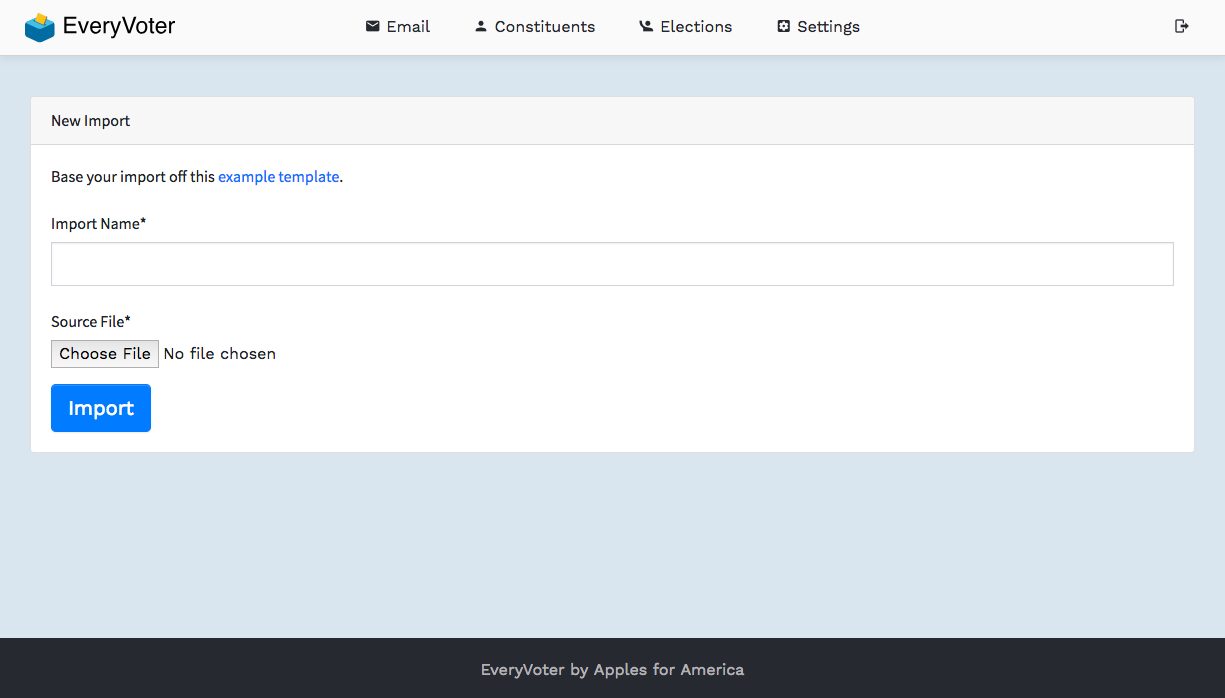 EveryVoter
Email Constituents Elections Settings
New Import
Base your import off this example template.
Import Name*
Source File*
Choose File No file chosen
Import
EveryVoter by Apples for America